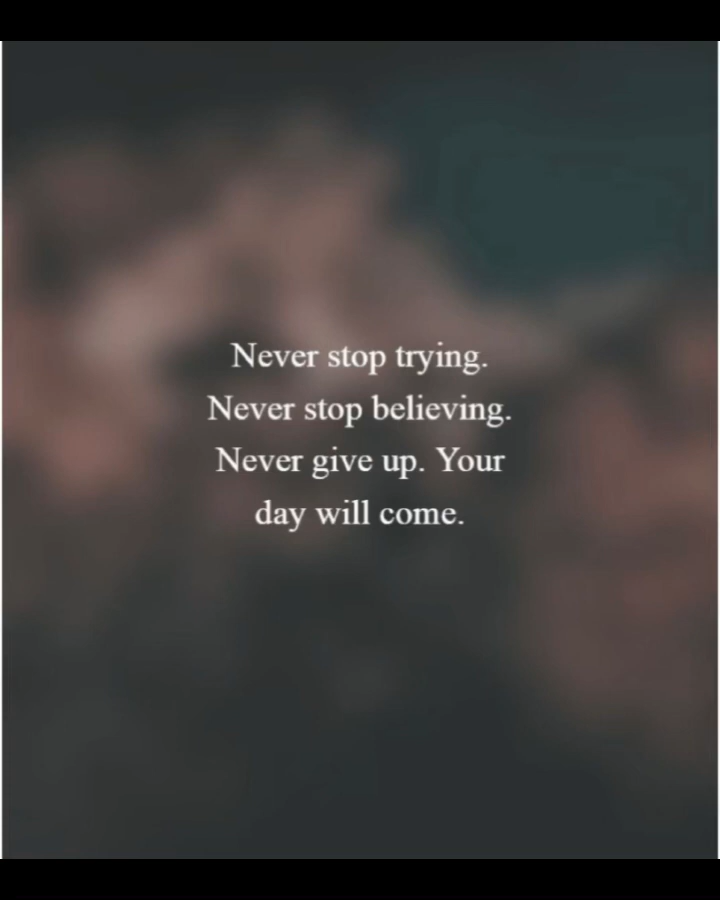 Never stop trying.
Never stop believing.
Never give up. Your
day will come.